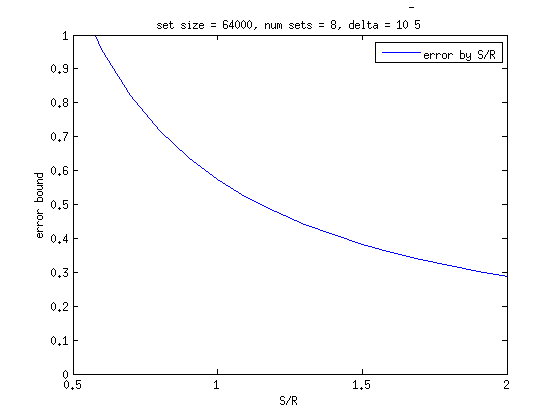 set size = 64000, num sets = 8, delta = 10⁻5
error by S/R
1
0.9
0.8
0.7
0.6
0.5
0.4
0.3
0.2
0.1
0
error bound
0.5 1 1.5 2
S/R